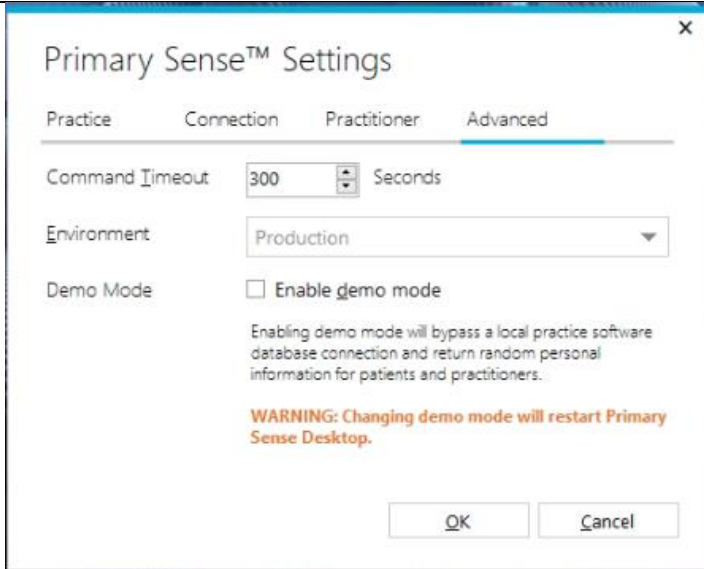 Primary Sense™ Settings
Practice Connection Practitioner Advanced
Command Timeout 300 Seconds
Environment Production
Demo Mode Enable demo mode
Enabling demo mode will bypass a local practice software
database connection and return random personal
information for patients and practitioners.
WARNING: Changing demo mode will restart Primary
Sense Desktop.
OK Cancel